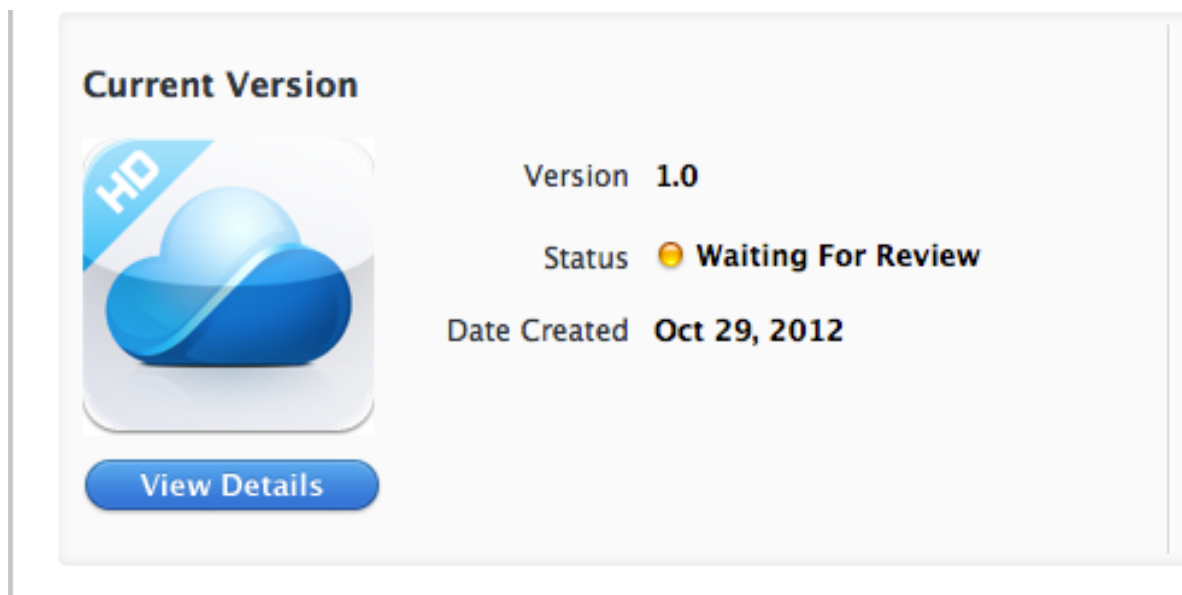 Current Version
HD
Version 1.0
Status Waiting For Review
Date Created Oct 29, 2012
View Details